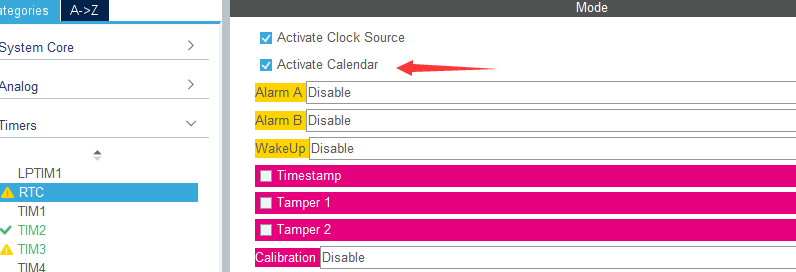 ategories A->Z
System Core
Analog
Timers
LPTIM1
RTC
TIM1
TIM2
TIM3
TIM4
Mode
Activate Clock Source
Activate Calendar
Alarm A Disable
Alarm B Disable
WakeUp Disable
Timestamp
Tamper 1
Tamper 2
Calibration Disable